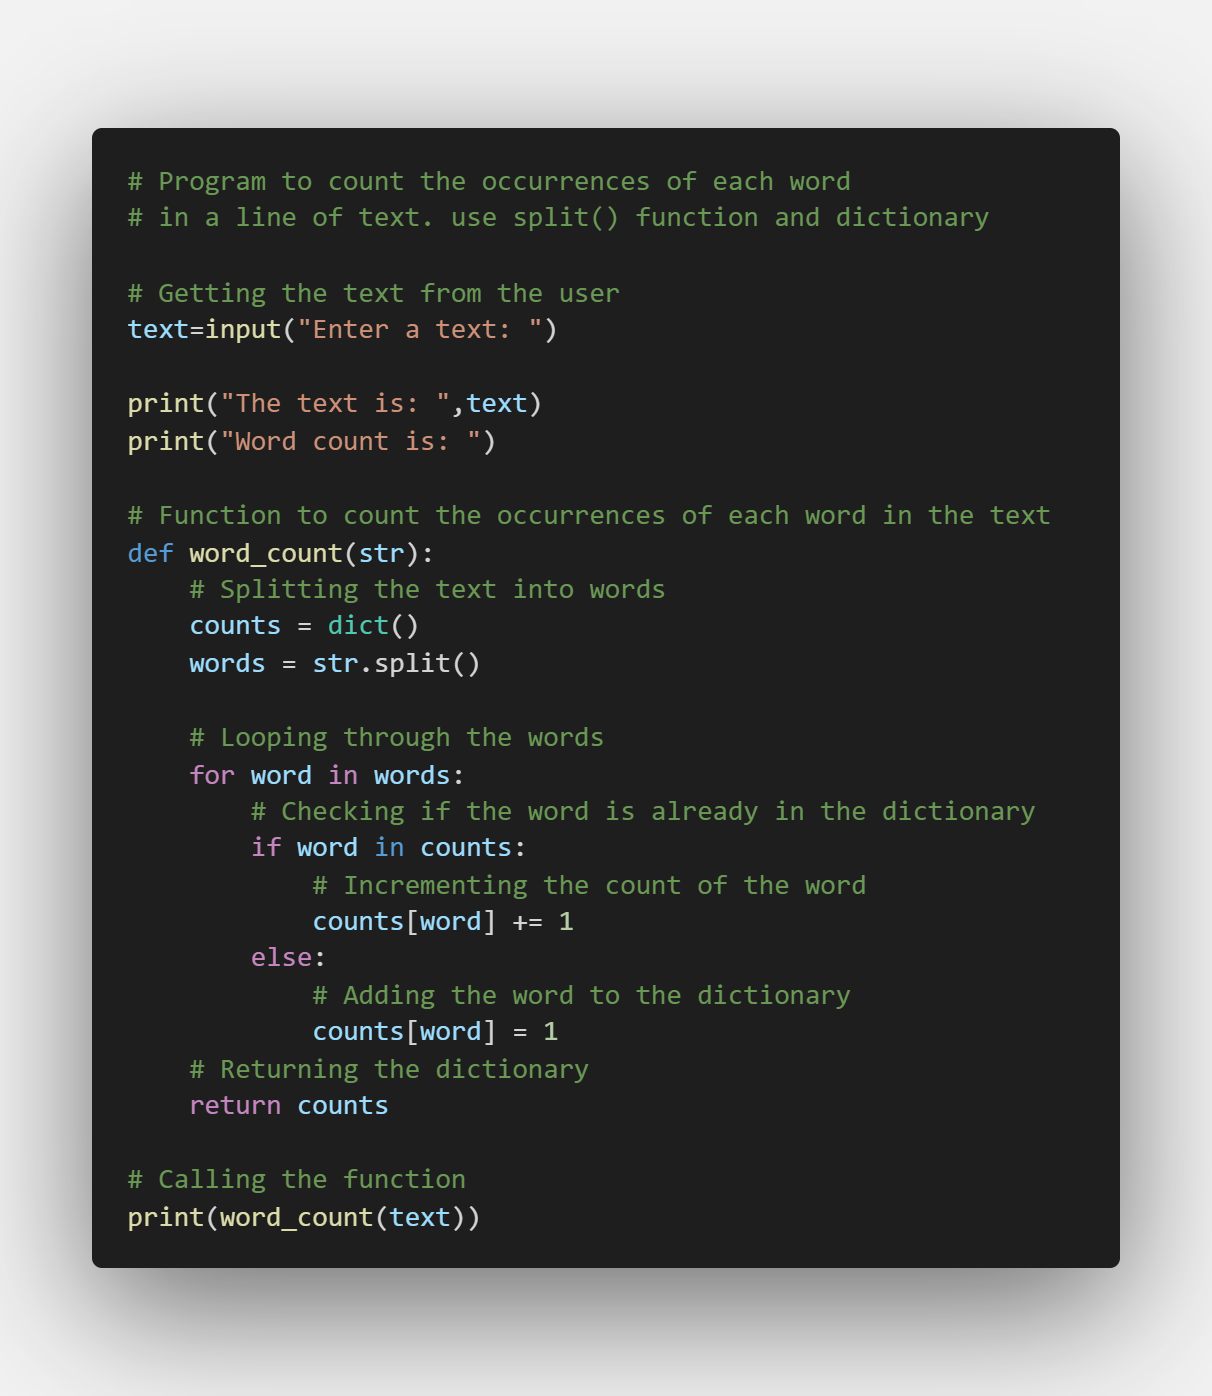 # Program to count the occurrences of each word
# in a line of text. use split() function and dictionary
# Getting the text from the user
text=input("Enter a text: ")
print("The text is: ",text)
print("Word count is: ")
# Function to count the occurrences of each word in the text
def word_count(str):
    # Splitting the text into words
    counts = dict()
    words = str.split()
    # Looping through the words
    for word in words:
        # Checking if the word is already in the dictionary
        if word in counts:
            # Incrementing the count of the word
            counts[word] += 1
        else:
            # Adding the word to the dictionary
            counts[word] = 1
    # Returning the dictionary
    return counts
# Calling the function
print(word_count(text))